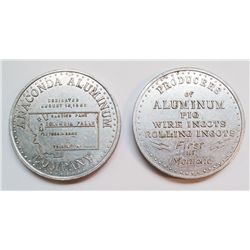 ANACONDA ALUMINUM
DEDICATED
AUGUST 15, 1955
COLUMBIA FALLS
COMPANY
PRODUCERS
of
ALUMINUM
PIG
WIRE INGOTS
ROLLING INGOTS
First
in
Montana